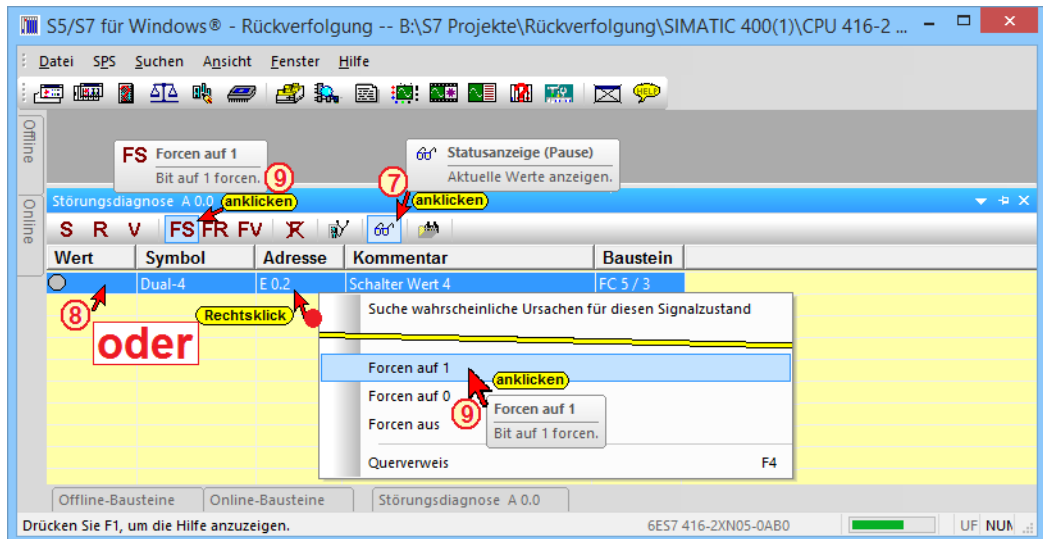 S5/S7 für Windows® - Rückverfolgung -- B:\S7 Projekte\Rückverfolgung\SIMATIC 400(1)\CPU 416-2 ...
Datei SPS Suchen Ansicht Fenster Hilfe
HELP
Offline
FS Forcen auf 1
Bit auf 1 forcen.
9
Statusanzeige (Pause)
Aktuelle Werte anzeigen.
7
Online
Störungsdiagnose A 0.0
anklicken
anklicken
S R V FS FR FV
Wert Symbol Adresse Kommentar Baustein
Dual-4 E 0.2 Schalter Wert 4 FC 5 / 3
8
oder
Rechtsklick
Suche wahrscheinliche Ursachen für diesen Signalzustand
Forcen auf 1
anklicken
Forcen auf 0
9
Forcen auf 1
Bit auf 1 forcen.
Forcen aus
Querverweis F4
Offline-Bausteine Online-Bausteine Störungsdiagnose A 0.0
Drücken Sie F1, um die Hilfe anzuzeigen. 6ES7 416-2XN05-0AB0 UF NUM